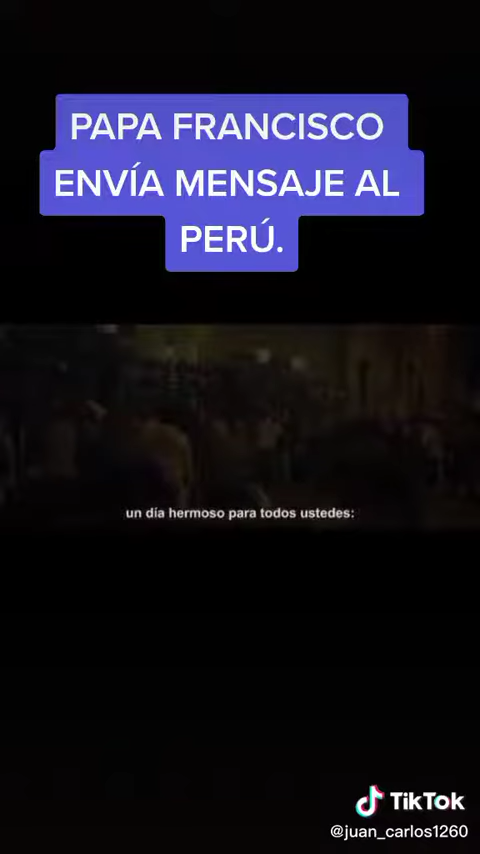 PAPA FRANCISCO
ENVÍA MENSAJE AL
PERÚ.
un día hermoso para todos ustedes:
TikTok
@juan_carlos1260